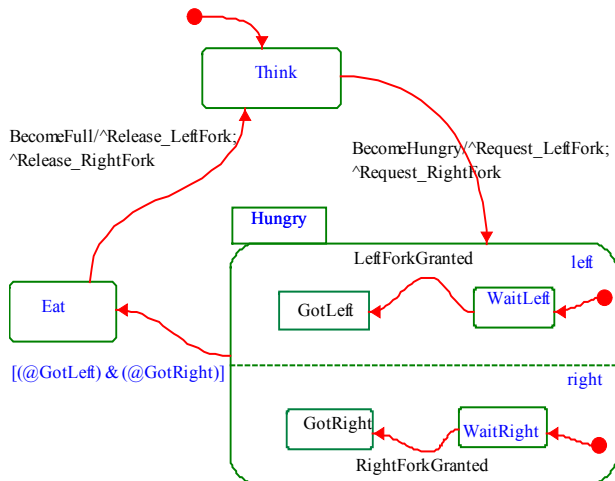 Think
BecomeFull/^Release_LeftFork;
^Release_RightFork
BecomeHungry/^Request_LeftFork;
^Request_RightFork
Hungry
LeftForkGranted
left
Eat
GotLeft
WaitLeft
[(@GotLeft) & (@GotRight)]
right
GotRight
WaitRight
RightForkGranted